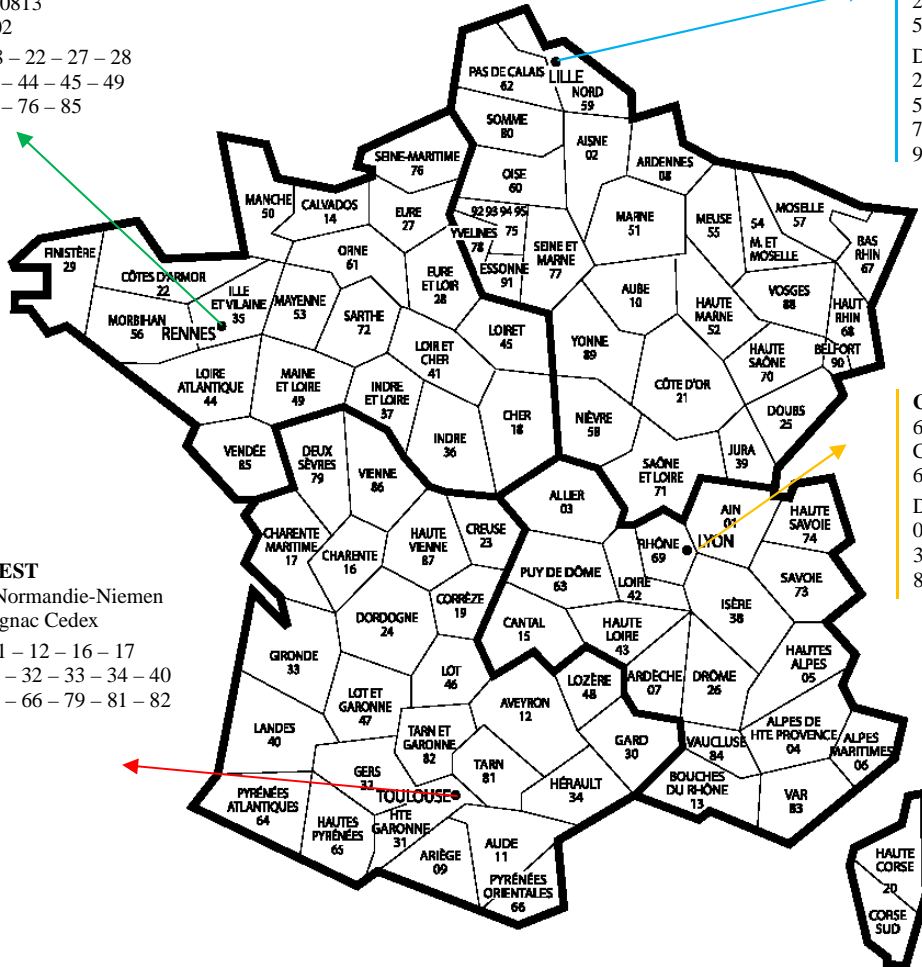 0813
02
8 – 22 – 27 – 28
– 44 – 45 – 49
– 76 – 85
2
5
D
2
5
7
9
PAS DE CALAIS
62
LILLE
NORD
59
SOMME
80
AISNE
02
SEINE-MARITIME
76
OISE
60
ARDENNES
08
MANCHE
50
CALVADOS
14
EURE
27
92 93 94 95
YVELINES
78
75
ESSONNE
91
SEINE ET
MARNE
77
MARNE
51
MEUSE
55
54
M. ET
MOSELLE
MOSELLE
57
BAS
RHIN
67
FINISTÈRE
29
CÔTES D'ARMOR
22
ORNE
61
EURE
ET LOIR
28
AUBE
10
HAUTE
MARNE
52
VOSGES
88
HAUT
RHIN
68
MORBIHAN
56
RENNES
ILLE
ET VILAINE
35
MAYENNE
53
SARTHE
72
LOIR ET
CHER
41
LOIRET
45
YONNE
89
CÔTE D'OR
21
HAUTE
SAÔNE
70
BELFORT
90
LOIRE
ATLANTIQUE
44
MAINE
ET LOIRE
49
INDRE
ET LOIRE
37
INDRE
36
CHER
18
NIÈVRE
58
DOUBS
25
JURA
39
VENDÉE
85
DEUX
SÈVRES
79
VIENNE
86
SAÔNE
ET LOIRE
71
C
6
C
6
D
0
3
8
ALLIER
03
AIN
01
HAUTE
SAVOIE
74
CHARENTE
MARITIME
17
CHARENTE
16
HAUTE
VIENNE
87
CREUSE
23
RHÔNE
69
LYON
PUY DE DÔME
63
LOIRE
42
SAVOIE
73
EST
Normandie-Niemen
gnac Cedex
1 – 12 – 16 – 17
– 32 – 33 – 34 – 40
– 66 – 79 – 81 – 82
DORDOGNE
24
CORRÈZE
19
CANTAL
15
HAUTE
LOIRE
43
ISÈRE
38
GIRONDE
33
LOT
46
LOT ET
GARONNE
47
AVEYRON
12
LOZÈRE
48
ARDÈCHE
07
DRÔME
26
HAUTES
ALPES
05
LANDES
40
TARN ET
GARONNE
82
TARN
81
GARD
30
VAUCLUSE
84
ALPES DE
HTE PROVENCE
04
ALPES
MARITIMES
06
GERS
32
TOULOUSE
HÉRAULT
34
BOUCHES
DU RHÔNE
13
VAR
83
PYRÉNÉES
ATLANTIQUES
64
HAUTES
PYRÉNÉES
65
HTE
GARONNE
31
ARIÈGE
09
AUDE
11
PYRÉNÉES
ORIENTALES
66
HAUTE
CORSE
20
CORSE
SUD